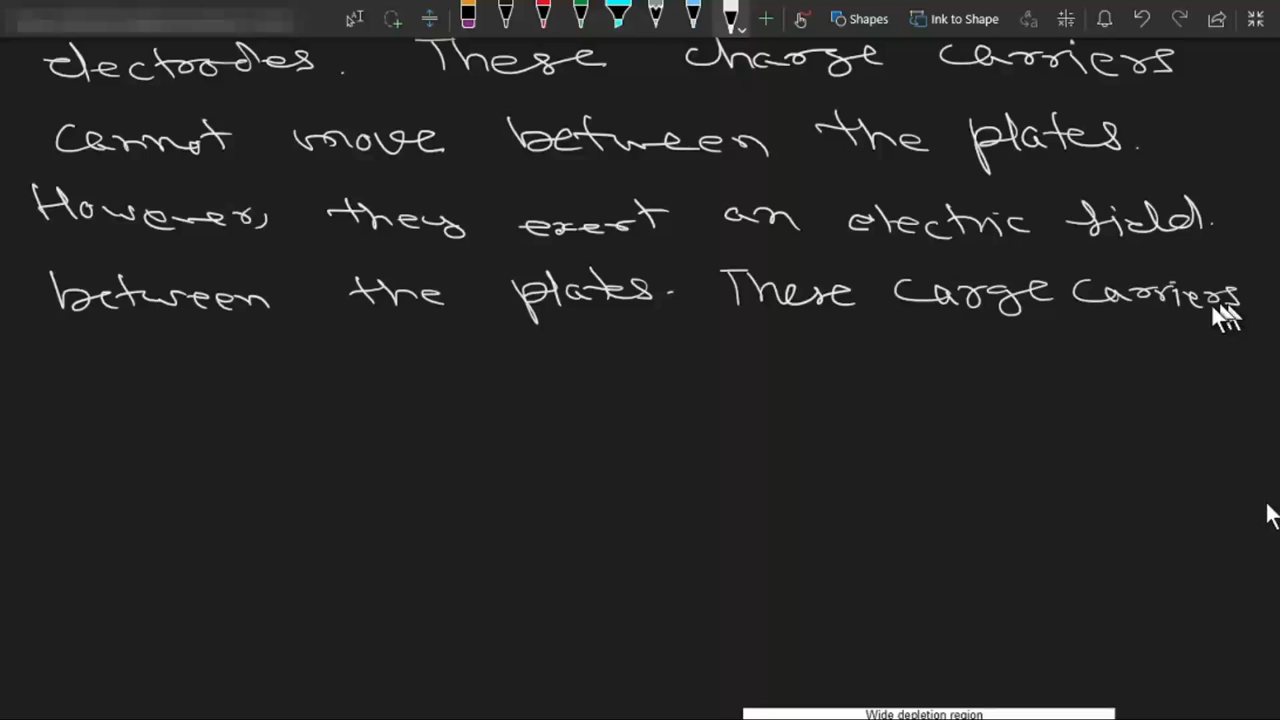 Shapes
Ink to Shape
electrodes. These charge carriers
cannot move between the plates.
However, they exert an electric field.
between the plates. These carge carriers
Wide depletion region